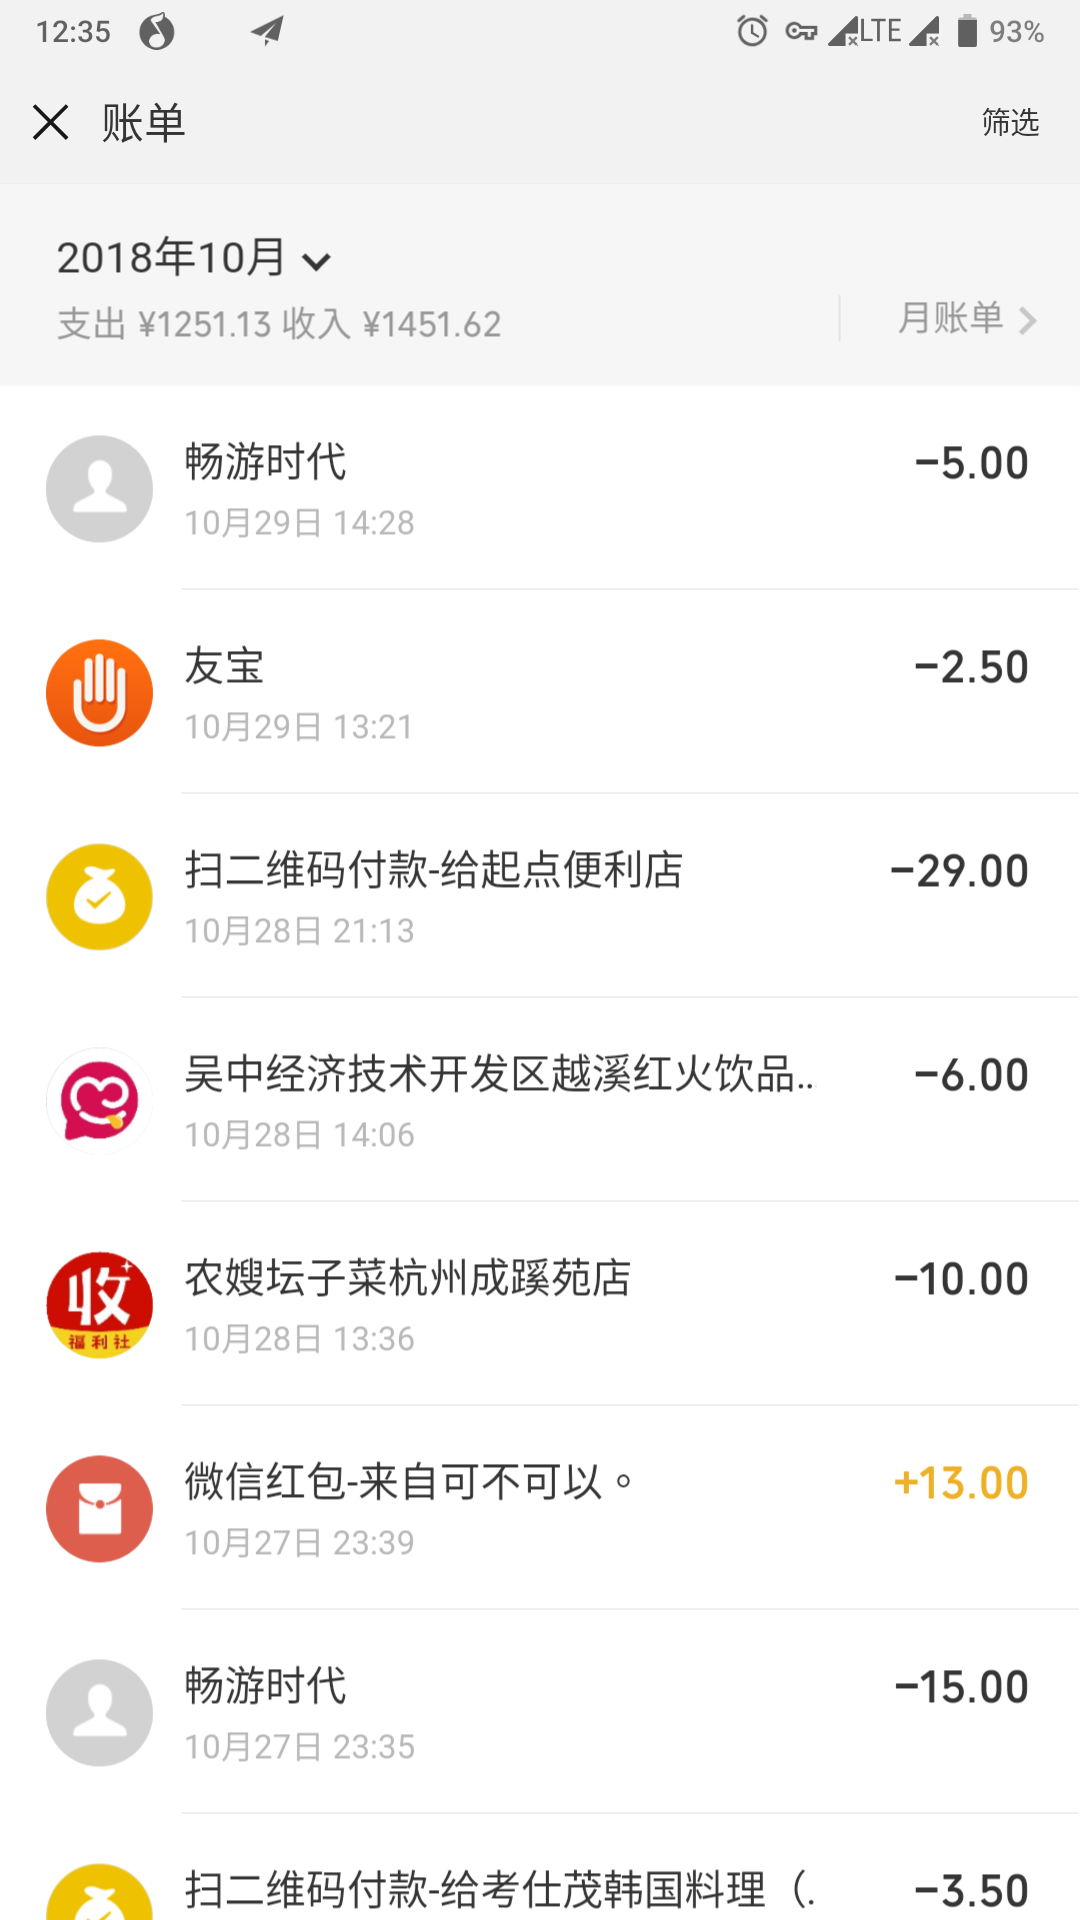 12:35
LTE
93%
账单
筛选
2018年10月
支出 ¥1251.13 收入 ¥1451.62
月账单
畅游时代
-5.00
10月29日 14:28
友宝
-2.50
10月29日 13:21
扫二维码付款-给起点便利店
-29.00
10月28日 21:13
吴中经济技术开发区越溪红火饮品..
-6.00
10月28日 14:06
收
福利社
农嫂坛子菜杭州成蹊苑店
-10.00
10月28日 13:36
微信红包-来自可不可以。
+13.00
10月27日 23:39
畅游时代
-15.00
10月27日 23:35
扫二维码付款-给考仕茂韩国料理（.
-3.50